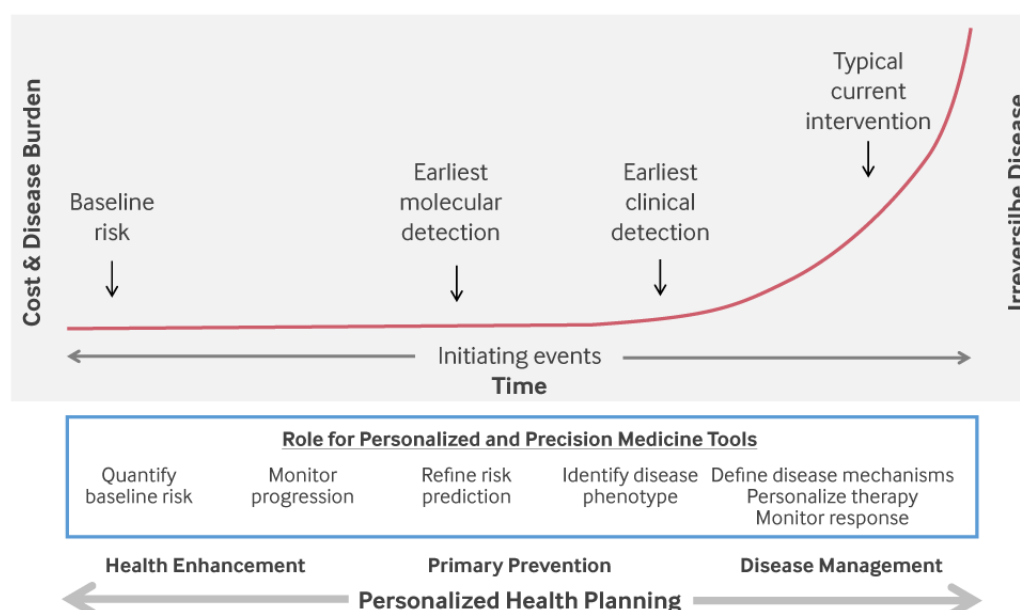 Cost & Disease Burden
Baseline
risk
Earliest
molecular
detection
Earliest
clinical
detection
Typical
current
intervention
Irreversilbe Disease
Initiating events
Time
Role for Personalized and Precision Medicine Tools
Quantify
baseline risk
Monitor
progression
Refine risk
prediction
Identify disease
phenotype
Define disease mechanisms
Personalize therapy
Monitor response
Health Enhancement
Primary Prevention
Disease Management
Personalized Health Planning